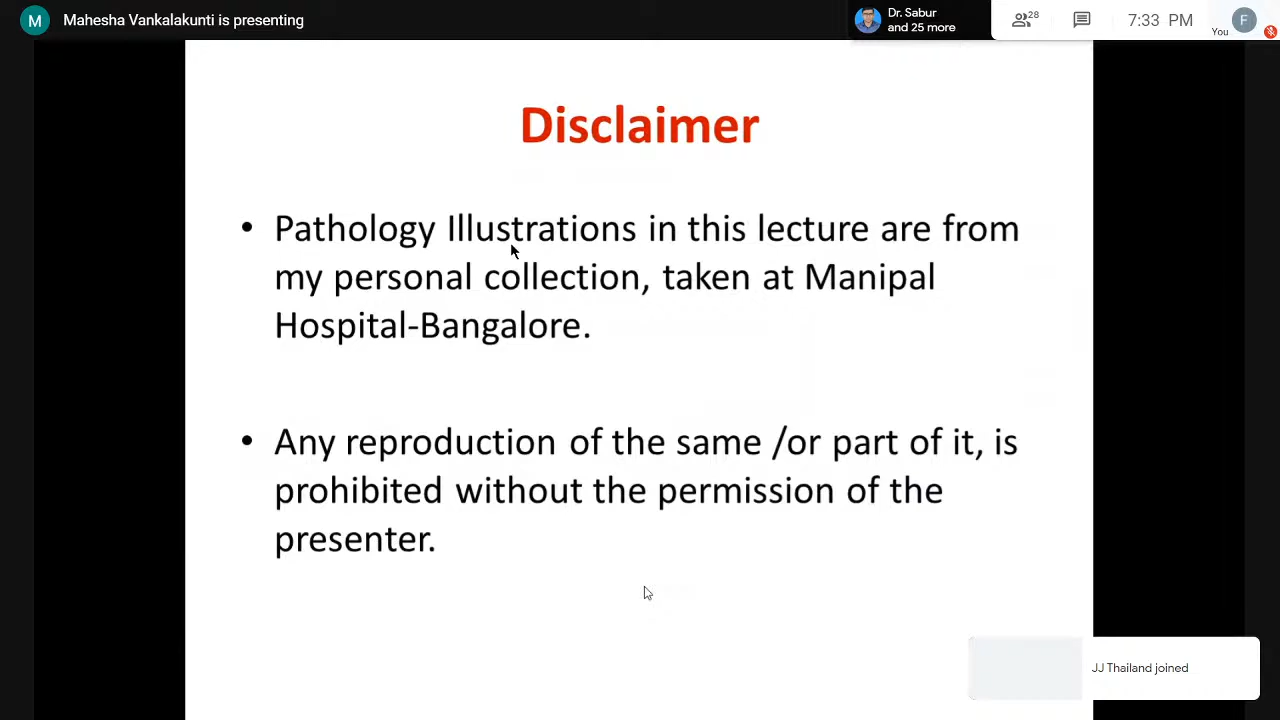 M Mahesha Vankalakunti is presenting
Dr. Sabur
and 25 more
28
7:33 PM
You
F
Disclaimer
• Pathology Illustrations in this lecture are from
my personal collection, taken at Manipal
Hospital-Bangalore.
• Any reproduction of the same /or part of it, is
prohibited without the permission of the
presenter.
JJ Thailand joined